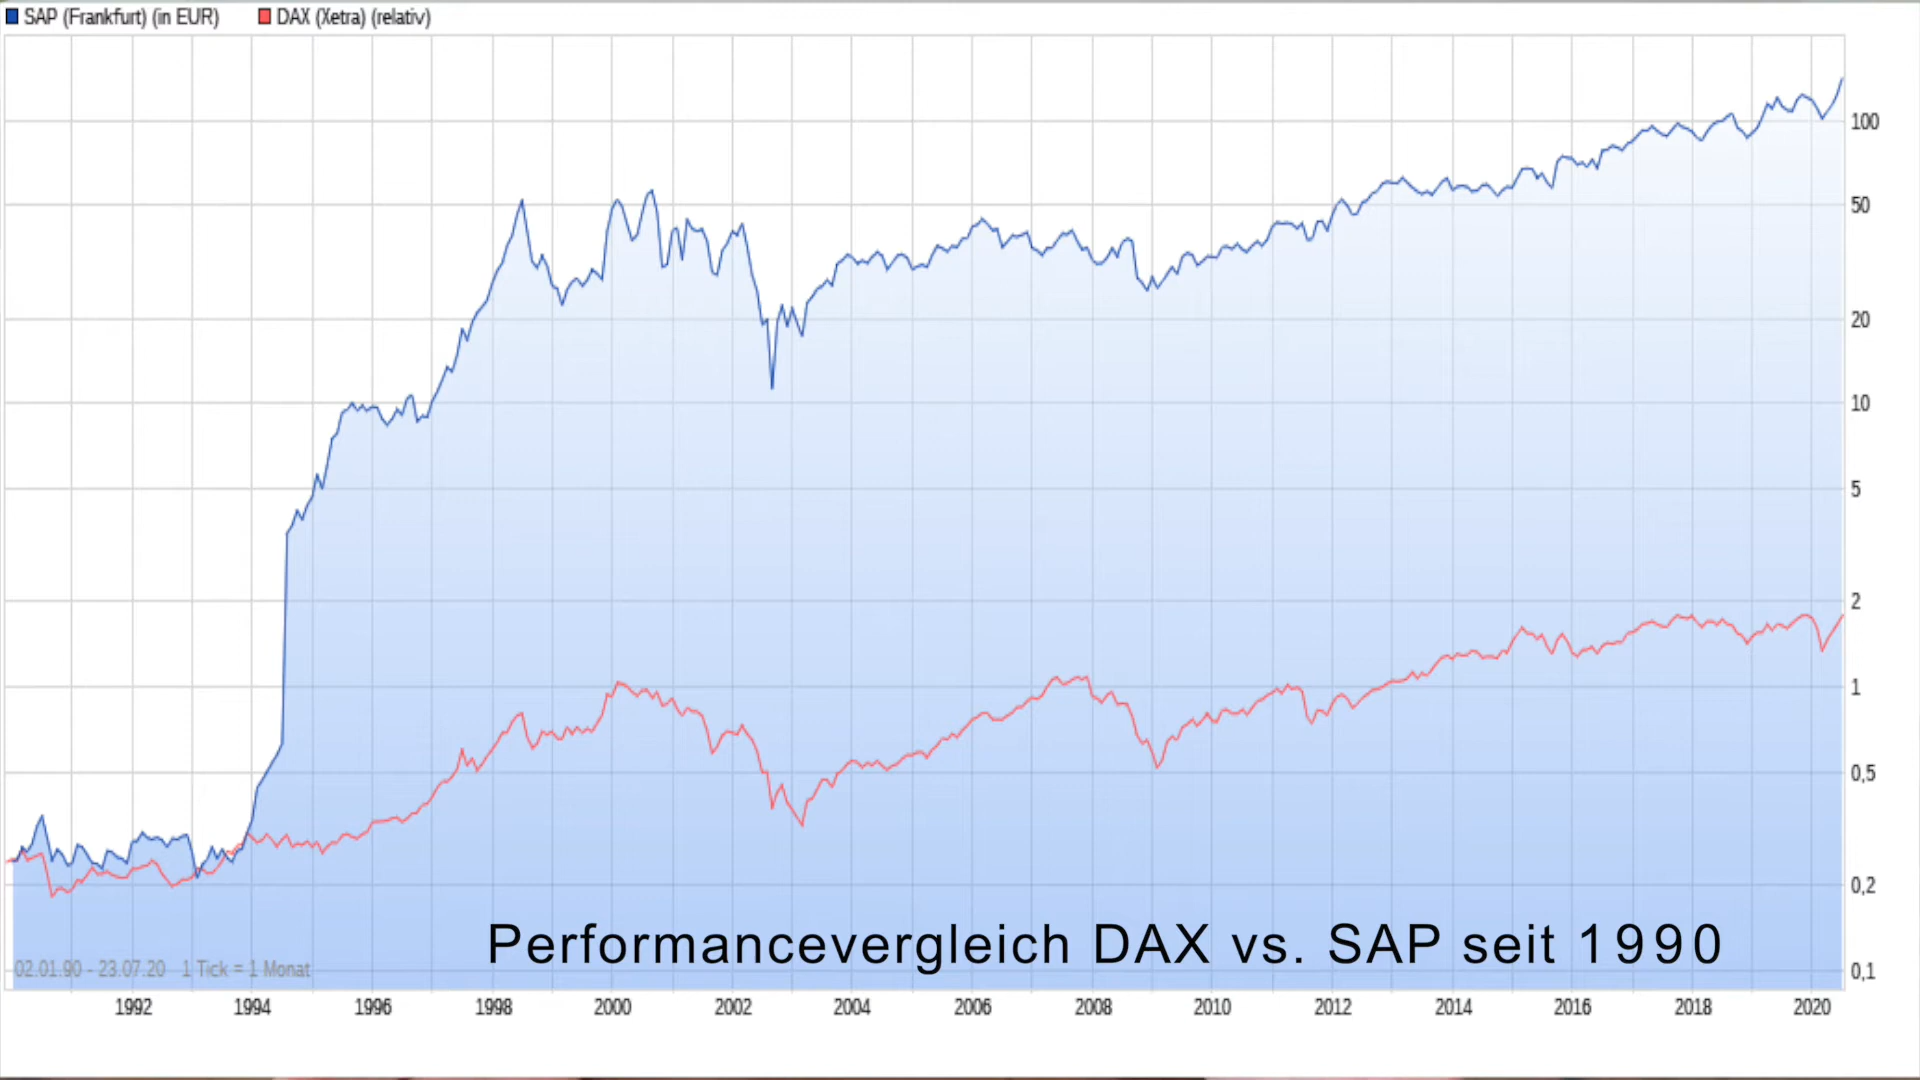 SAP (Frankfurt) (in EUR) DAX (Xetra) (relativ)
100
50
20
10
5
2
1
0,5
0,2
Performancevergleich DAX vs. SAP seit 1990
02.01.90 - 23.07.20 1 Tick = 1 Monat
0,1
1992 1994 1996 1998 2000 2002 2004 2006 2008 2010 2012 2014 2016 2018 2020